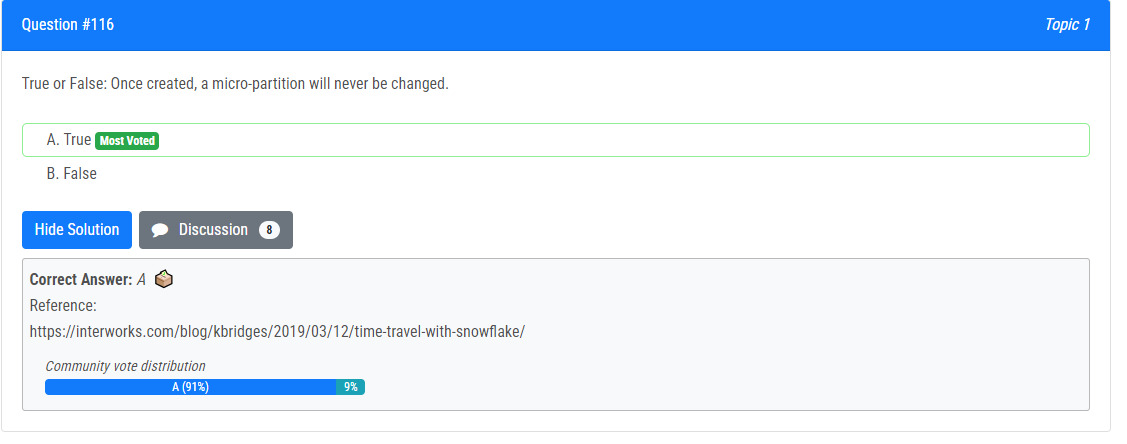 Question #116
Topic 1
True or False: Once created, a micro-partition will never be changed.
A. True Most Voted
B. False
Hide Solution
Discussion 8
Correct Answer: A
Reference:
https://interworks.com/blog/kbridges/2019/03/12/time-travel-with-snowflake/
Community vote distribution
A (91%) 9%